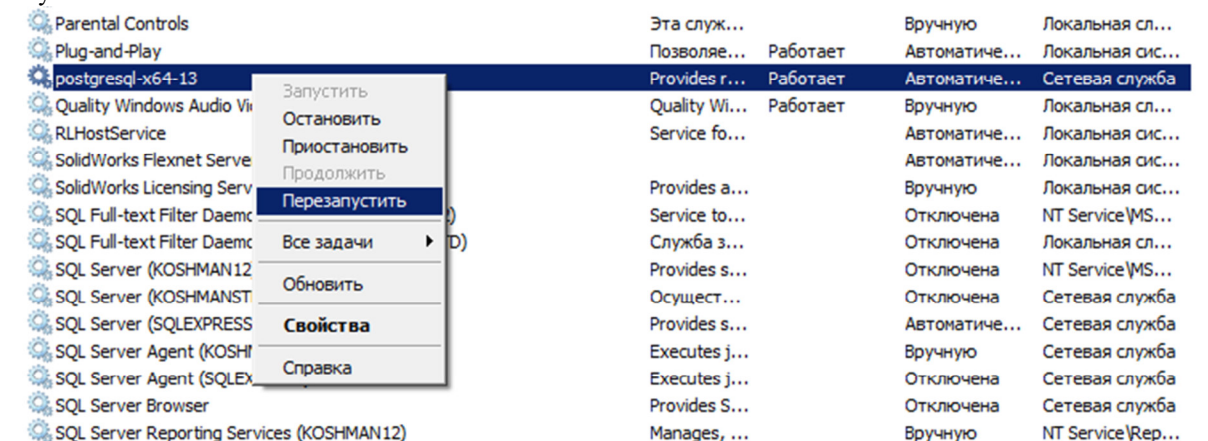 Parental Controls Эта служ... Вручную Локальная сл...
Plug-and-Play Позволяе... Работает Автоматиче... Локальная сис...
postgresql-x64-13 Provides r... Работает Автоматиче... Сетевая служба
Запустить
Quality Windows Audio Vi Quality Wi... Работает Вручную Локальная сл...
Остановить
RLHostService Service fo... Автоматиче... Локальная сис...
Приостановить
SolidWorks Flexnet Serve Автоматиче... Локальная сис...
Продолжить
SolidWorks Licensing Serv Provides a... Вручную Локальная сис...
Перезапустить
SQL Full-text Filter Daemo ) Service to... Отключена NT Service\MS...
SQL Full-text Filter Daemo Все задачи D) Служба з... Отключена Локальная сл...
SQL Server (KOSHMAN12 Provides s... Отключена NT Service\MS...
Обновить
SQL Server (KOSHMANST Осущест... Отключена Сетевая служба
SQL Server (SQLEXPRESS Свойства Provides s... Автоматиче... Сетевая служба
SQL Server Agent (KOSH Executes j... Вручную Сетевая служба
Справка
SQL Server Agent (SQLEX Executes j... Отключена Сетевая служба
SQL Server Browser Provides S... Отключена Сетевая служба
SQL Server Reporting Services (KOSHMAN12) Manages, ... Вручную NT Service\Rep...